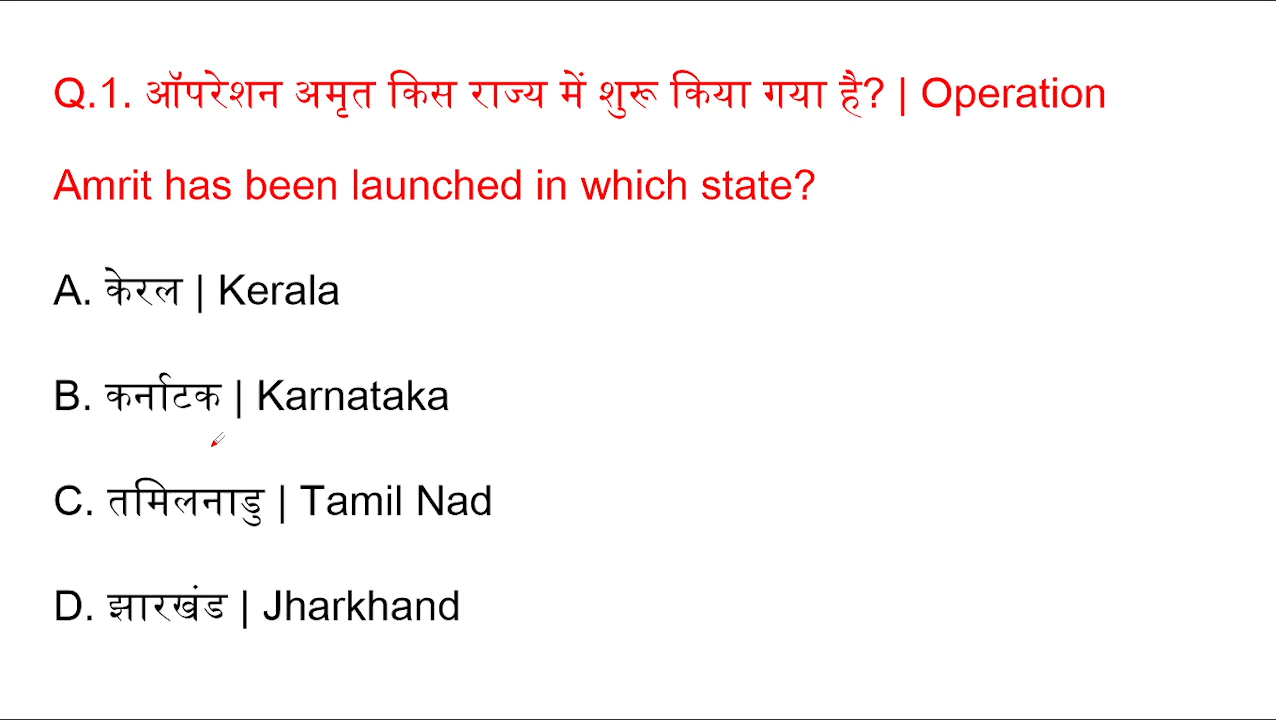 Q.1. ऑपरेशन अमृत किस राज्य में शुरू किया गया है? | Operation
Amrit has been launched in which state?
A. केरल | Kerala
B. कर्नाटक | Karnataka
C. तमिलनाडु | Tamil Nad
D. झारखंड | Jharkhand